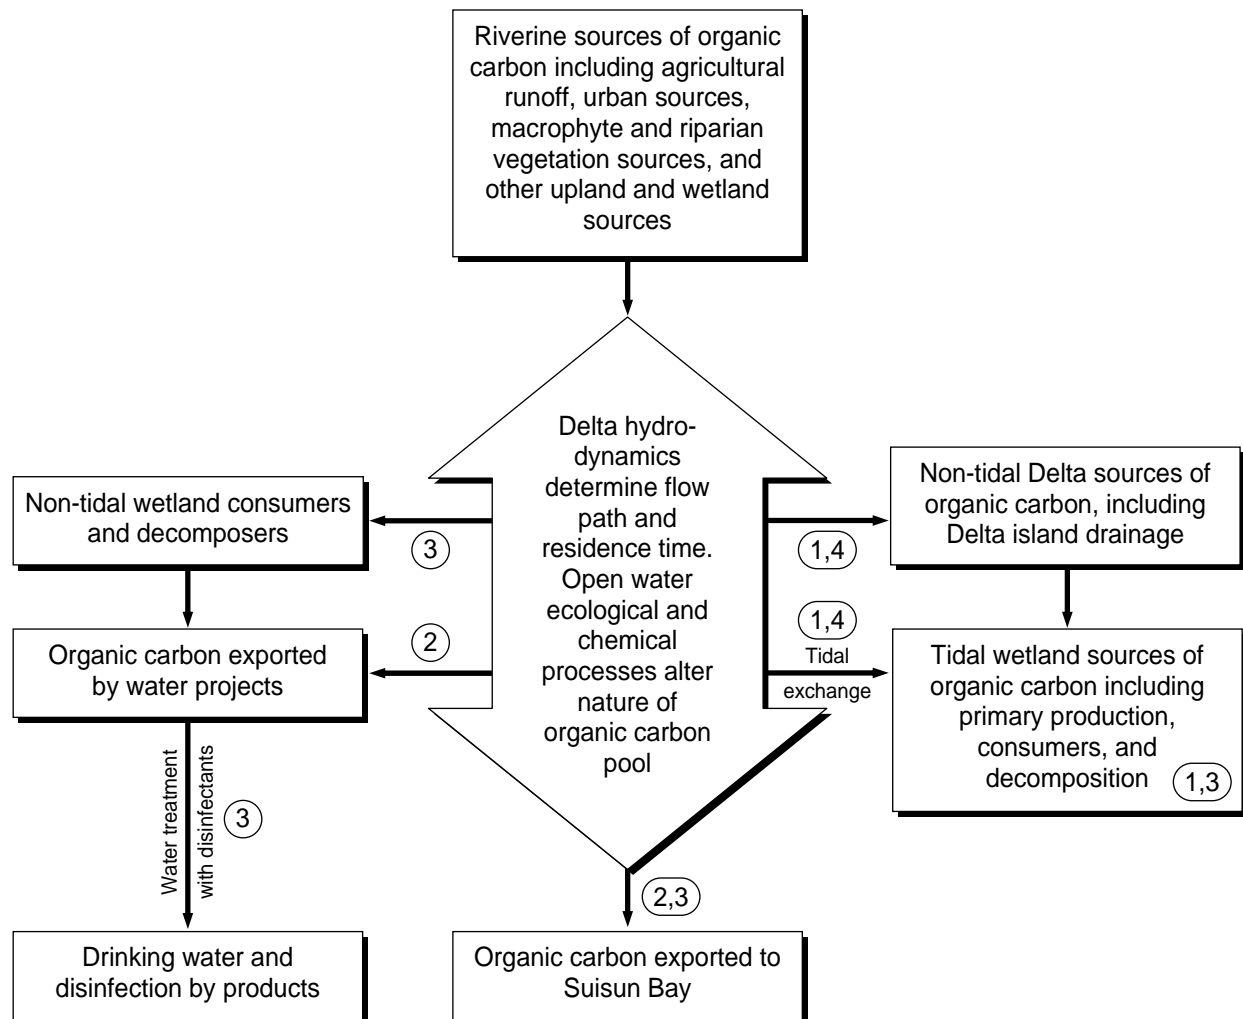 Riverine sources of organic
carbon including agricultural
runoff, urban sources,
macrophyte and riparian
vegetation sources, and
other upland and wetland
sources
Delta hydro-
dynamics
determine flow
path and
residence time.
Open water
ecological and
chemical
processes alter
nature of
organic carbon
pool
Non-tidal wetland consumers
and decomposers
3
Organic carbon exported
by water projects
2
Water treatment
with disinfectants
3
Drinking water and
disinfection by products
Non-tidal Delta sources of
organic carbon, including
Delta island drainage
1,4
1,4
Tidal
exchange
Tidal wetland sources of
organic carbon including
primary production,
consumers, and
decomposition
1,3
2,3
Organic carbon exported to
Suisun Bay